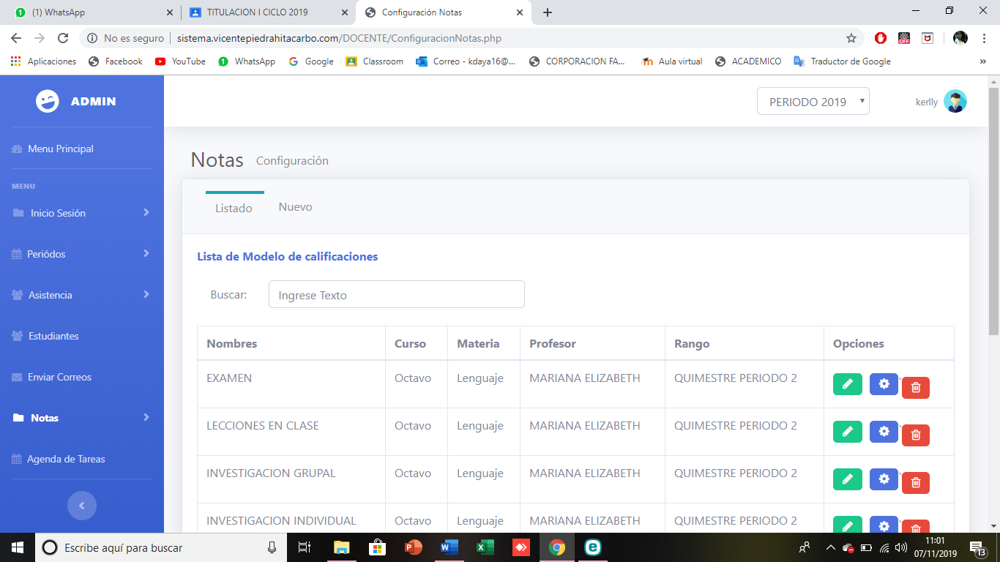 (1) WhatsApp
TITULACION I CICLO 2019
Configuración Notas
No es seguro | sistema.vicentepiedrahitacarbo.com/DOCENTE/ConfiguracionNotas.php
Aplicaciones Facebook YouTube WhatsApp Google Classroom Correo - kdaya16@... CORPORACION FA... Aula virtual ACADEMICO Traductor de Google »
ADMIN
PERIODO 2019
kerlly
Menu Principal
MENU
Inicio Sesión
Periódos
Asistencia
Estudiantes
Enviar Correos
Notas
Agenda de Tareas
Notas Configuración
Listado Nuevo
Lista de Modelo de calificaciones
Buscar: Ingrese Texto
Nombres Curso Materia Profesor Rango Opciones
EXAMEN Octavo Lenguaje MARIANA ELIZABETH QUIMESTRE PERIODO 2
LECCIONES EN CLASE Octavo Lenguaje MARIANA ELIZABETH QUIMESTRE PERIODO 2
INVESTIGACION GRUPAL Octavo Lenguaje MARIANA ELIZABETH QUIMESTRE PERIODO 2
INVESTIGACION INDIVIDUAL Octavo Lenguaje MARIANA ELIZABETH QUIMESTRE PERIODO 2
Escribe aquí para buscar
11:01
07/11/2019
13